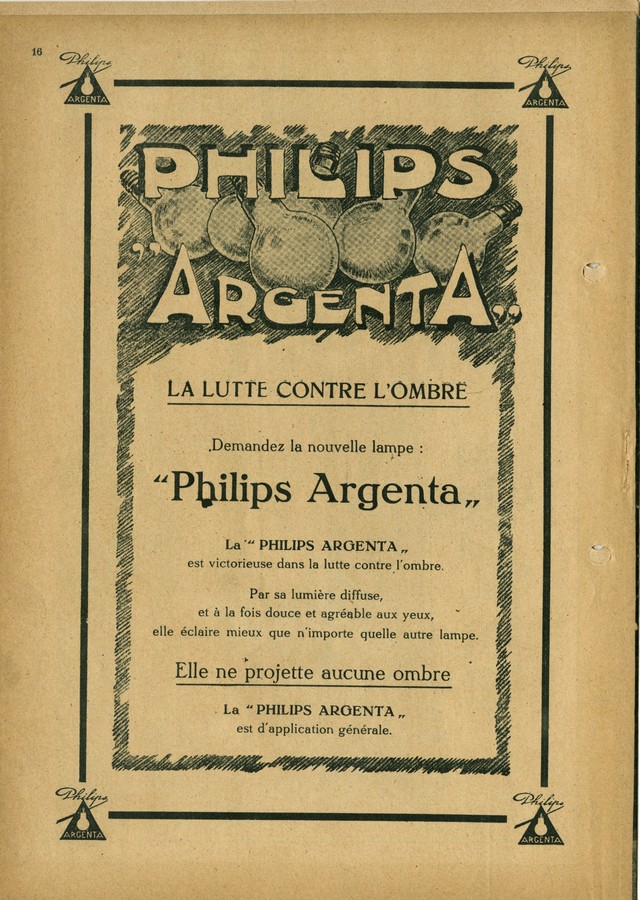 16
Philips
ARGENTA
Philips
ARGENTA
PHILIPS
„ARGENTA”
LA LUTTE CONTRE L'OMBRE
Demandez la nouvelle lampe :
“Philips Argenta„
La “ PHILIPS ARGENTA „
est victorieuse dans la lutte contre l'ombre.
Par sa lumière diffuse,
et à la fois douce et agréable aux yeux,
elle éclaire mieux que n'importe quelle autre lampe.
Elle ne projette aucune ombre
La “ PHILIPS ARGENTA „
est d'application générale.
Philips
ARGENTA
Philips
ARGENTA